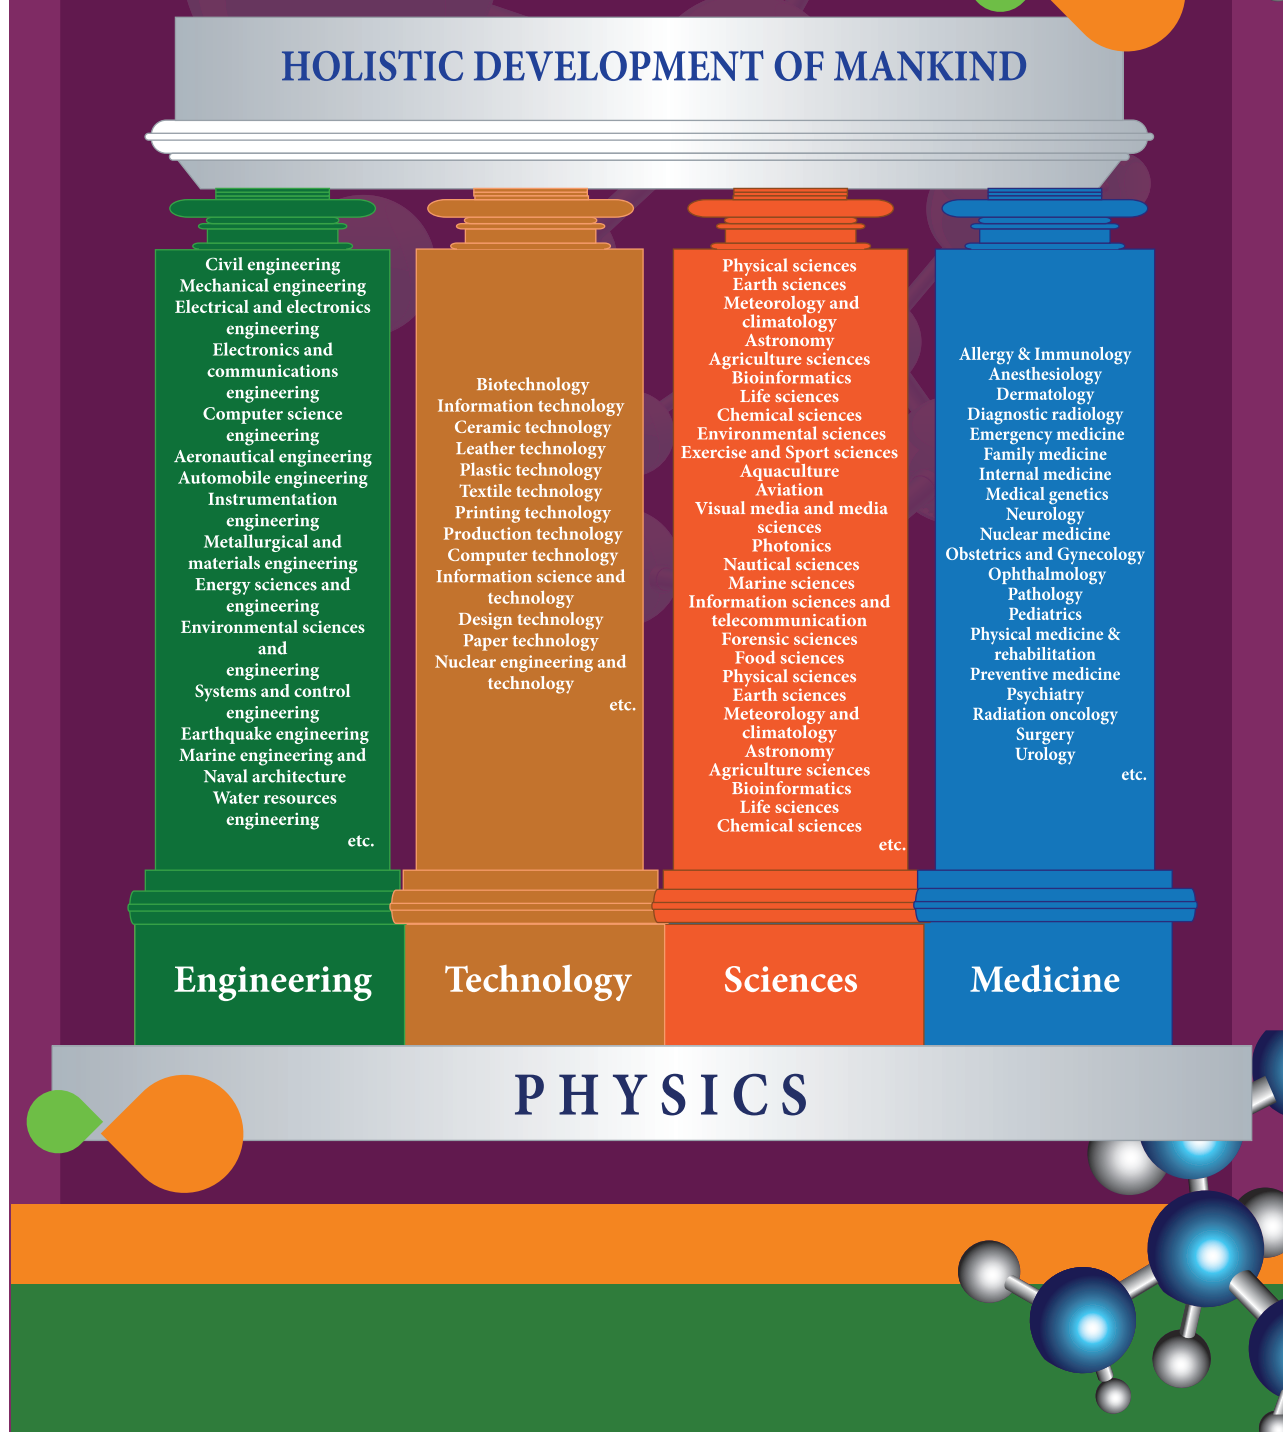 HOLISTIC DEVELOPMENT OF MANKIND
Civil engineering
Mechanical engineering
Electrical and electronics
engineering
Electronics and
communications
engineering
Computer science
engineering
Aeronautical engineering
Automobile engineering
Instrumentation
engineering
Metallurgical and
materials engineering
Energy sciences and
engineering
Environmental sciences
and
engineering
Systems and control
engineering
Earthquake engineering
Marine engineering and
Naval architecture
Water resources
engineering
etc.
Engineering
Biotechnology
Information technology
Ceramic technology
Leather technology
Plastic technology
Textile technology
Printing technology
Production technology
Computer technology
Information science and
technology
Design technology
Paper technology
Nuclear engineering and
technology
etc.
Technology
Physical sciences
Earth sciences
Meteorology and
climatology
Astronomy
Agriculture sciences
Bioinformatics
Life sciences
Chemical sciences
Environmental sciences
Exercise and Sport sciences
Aquaculture
Aviation
Visual media and media
sciences
Photonics
Nautical sciences
Marine sciences
Information sciences and
telecommunication
Forensic sciences
Food sciences
Physical sciences
Earth sciences
Meteorology and
climatology
Astronomy
Agriculture sciences
Bioinformatics
Life sciences
Chemical sciences
etc.
Sciences
Allergy & Immunology
Anesthesiology
Dermatology
Diagnostic radiology
Emergency medicine
Family medicine
Internal medicine
Medical genetics
Neurology
Nuclear medicine
Obstetrics and Gynecology
Ophthalmology
Pathology
Pediatrics
Physical medicine &
rehabilitation
Preventive medicine
Psychiatry
Radiation oncology
Surgery
Urology
etc.
Medicine
PHYSICS